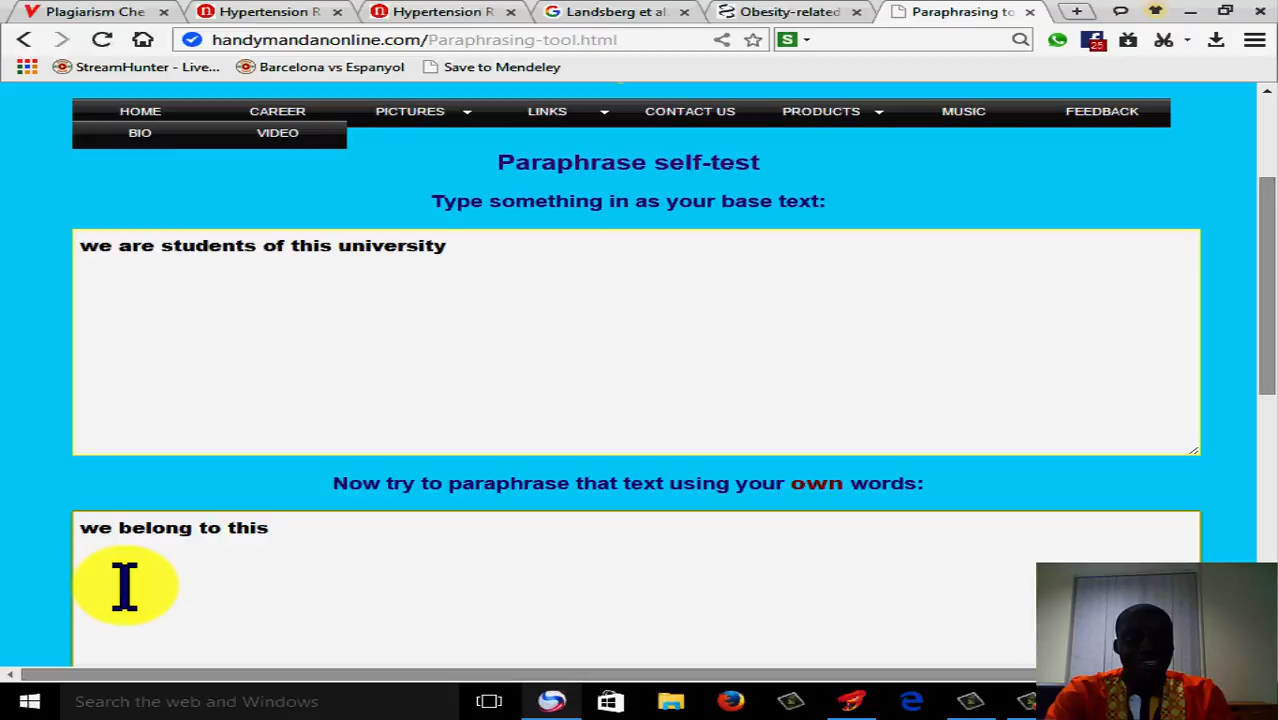 Plagiarism Che
Hypertension R
Hypertension R
Landsberg et al.
Obesity-related
Paraphrasing to
handymandanonline.com/Paraphrasing-tool.html
S
25
StreamHunter - Live...
Barcelona vs Espanyol
Save to Mendeley
HOME
CAREER
PICTURES
LINKS
CONTACT US
PRODUCTS
MUSIC
FEEDBACK
BIO
VIDEO
Paraphrase self-test
Type something in as your base text:
we are students of this university
Now try to paraphrase that text using your own words:
we belong to this
Search the web and Windows